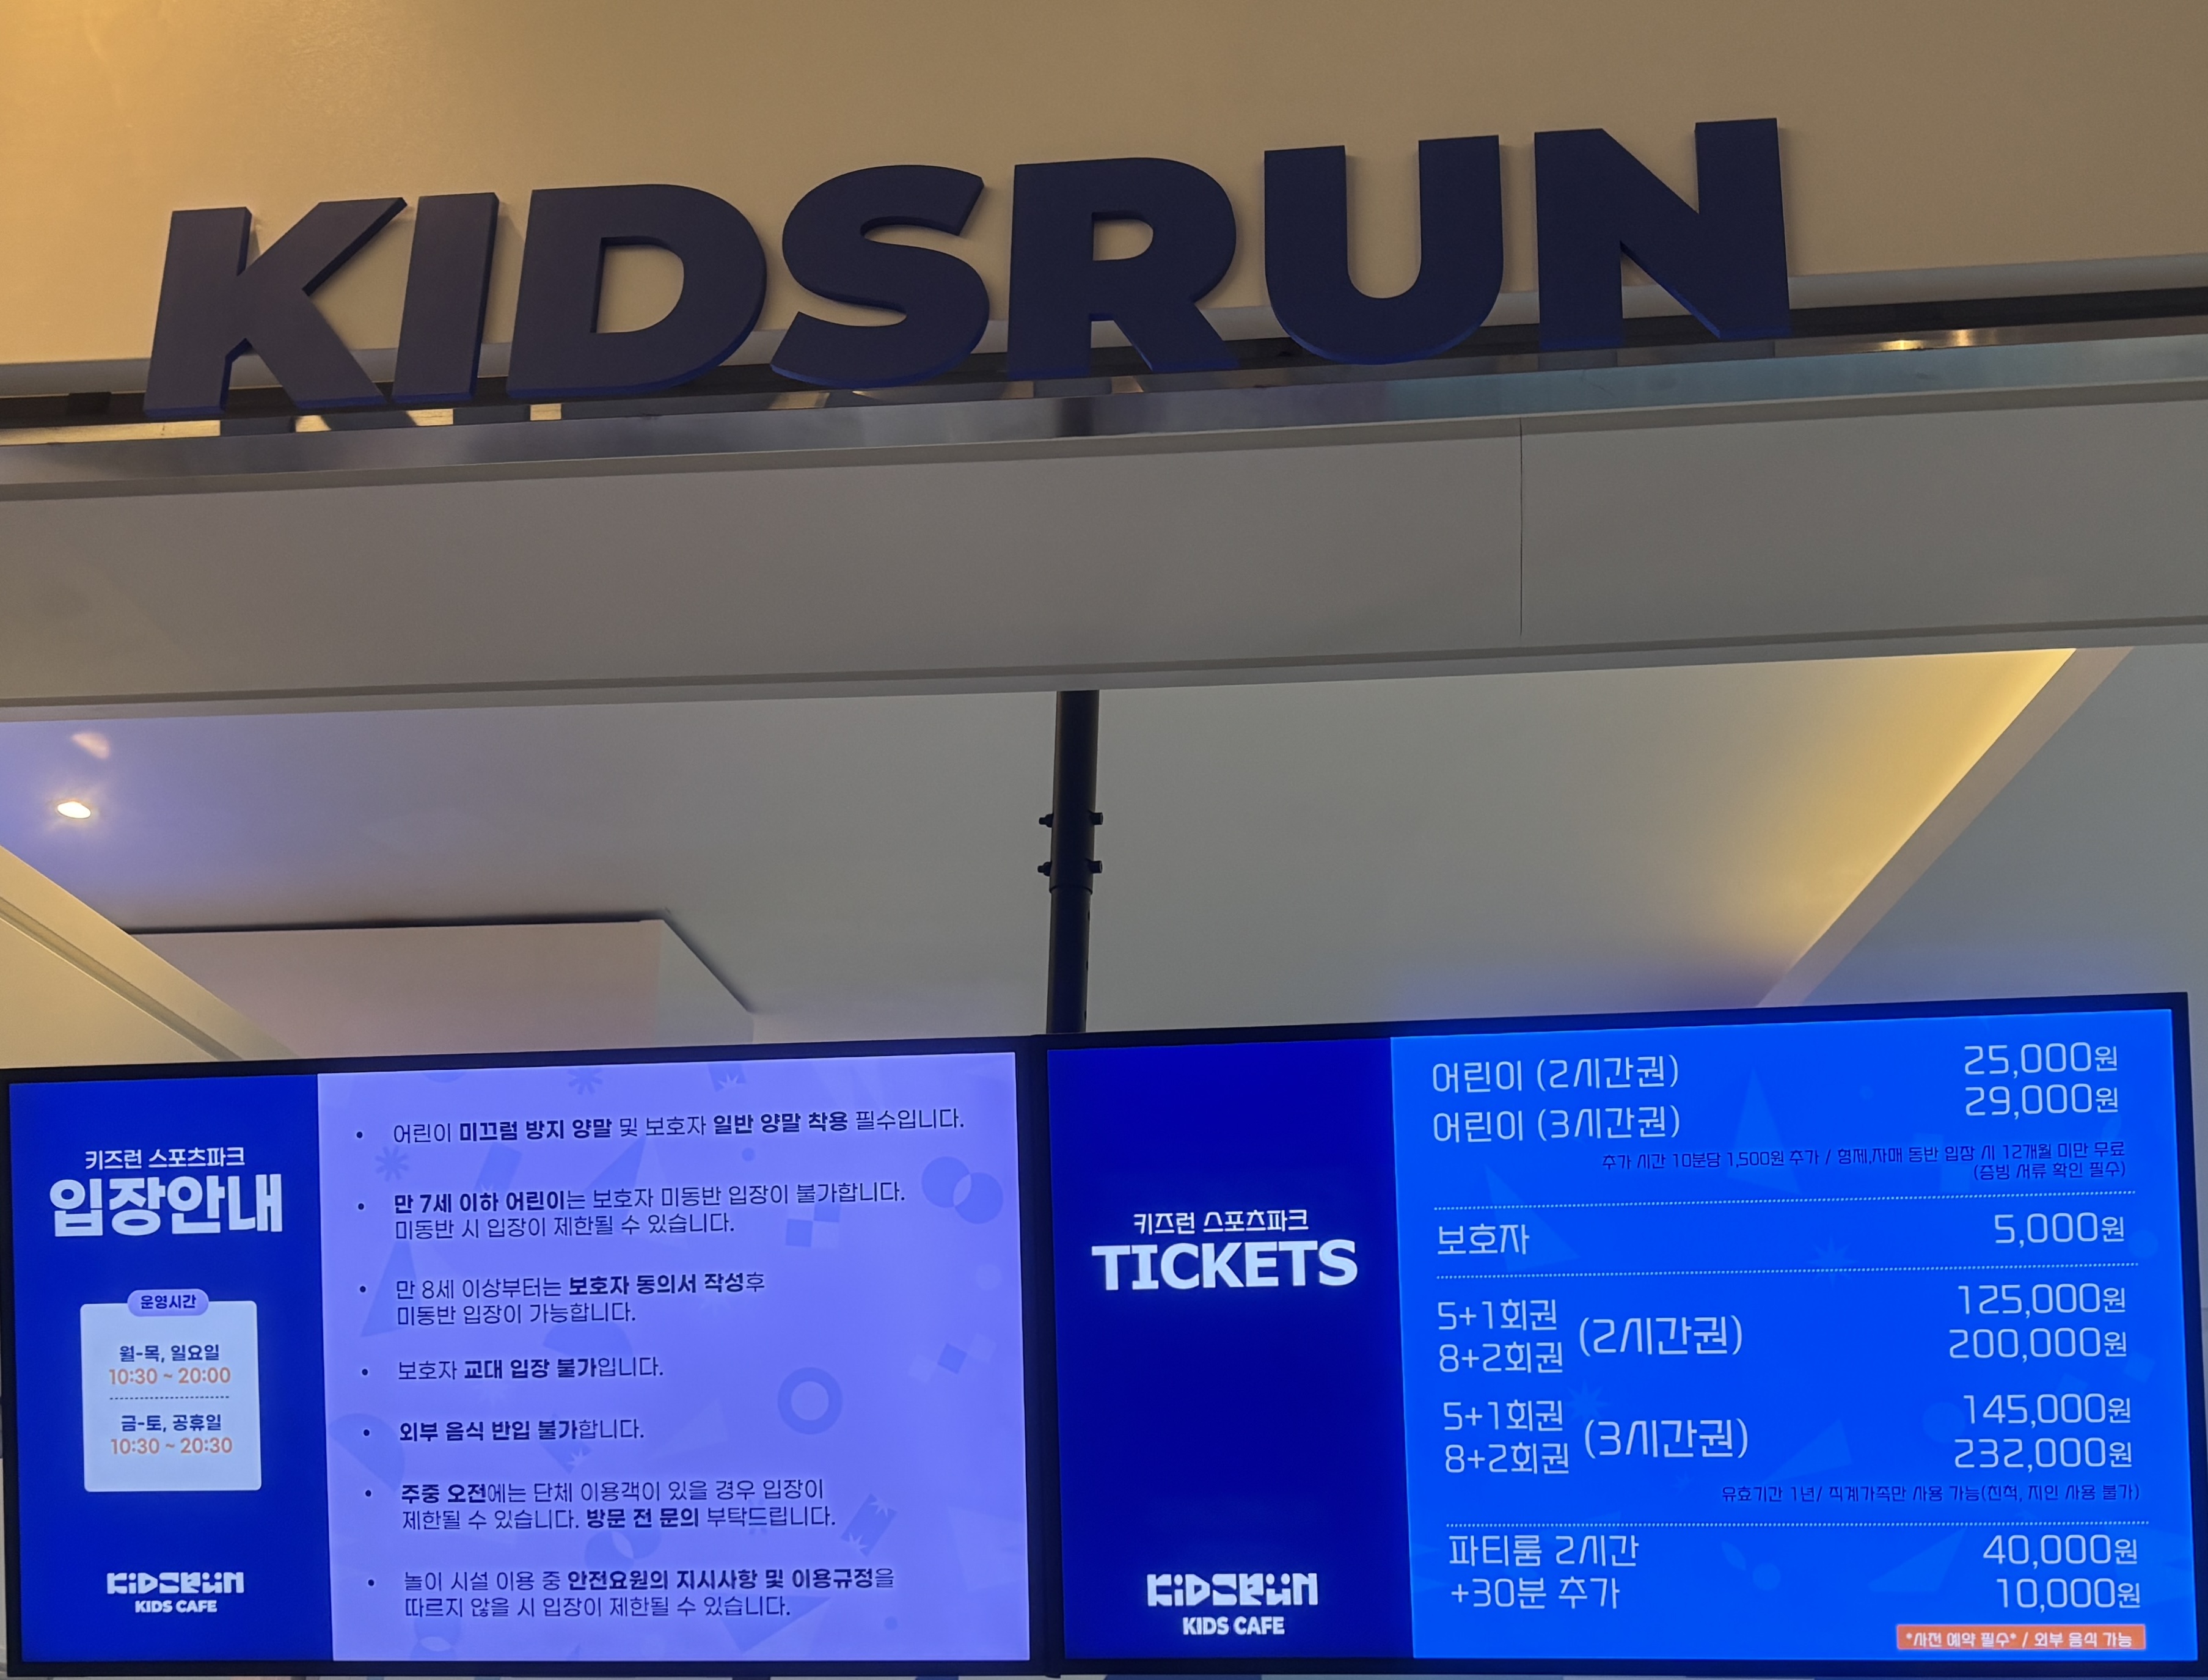 KIDSRUN
키즈런 스포츠파크
입장안내
운영시간
월-목, 일요일
10:30 ~ 20:00
금-토, 공휴일
10:30 ~ 20:30
KIDSRUN
KIDS CAFE
• 어린이 미끄럼 방지 양말 및 보호자 일반 양말 착용 필수입니다.
• 만 7세 이하 어린이는 보호자 미동반 입장이 불가합니다.
미동반 시 입장이 제한될 수 있습니다.
• 만 8세 이상부터는 보호자 동의서 작성후
미동반 입장이 가능합니다.
• 보호자 교대 입장 불가입니다.
• 외부 음식 반입 불가합니다.
• 주중 오전에는 단체 이용객이 있을 경우 입장이
제한될 수 있습니다. 방문 전 문의 부탁드립니다.
• 놀이 시설 이용 중 안전요원의 지시사항 및 이용규정을
따르지 않을 시 입장이 제한될 수 있습니다.
키즈런 스포츠파크
TICKETS
KIDSRUN
KIDS CAFE
어린이 (2시간권) 25,000원
어린이 (3시간권) 29,000원
추가 시간 10분당 1,500원 추가 / 형제,자매 동반 입장 시 12개월 미만 무료
(증빙 서류 확인 필수)
보호자 5,000원
5+1회권 (2시간권) 125,000원
8+2회권 200,000원
5+1회권 (3시간권) 145,000원
8+2회권 232,000원
유효기간 1년/ 직계가족만 사용 가능(친척, 지인 사용 불가)
파티룸 2시간 40,000원
+30분 추가 10,000원
*사전 예약 필수* / 외부 음식 가능